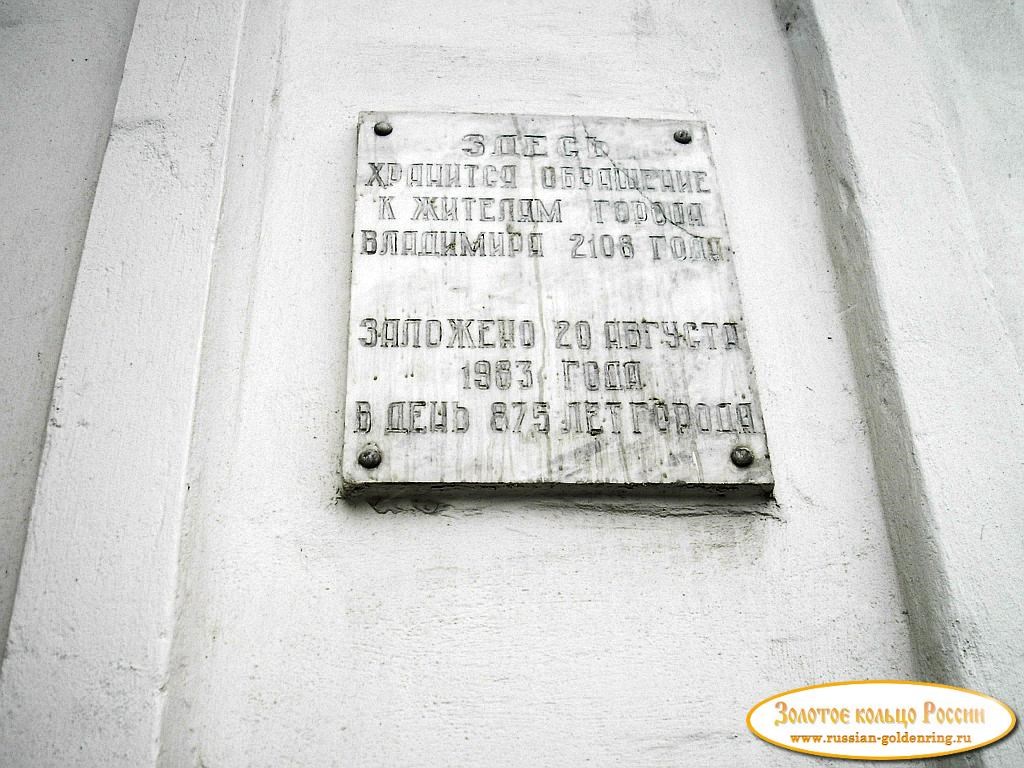 ЗДЕСЬ
ХРАНИТСЯ ОБРАЩЕНИЕ
К ЖИТЕЛЯМ ГОРОДА
ВЛАДИМИРА 2108 ГОДА
ЗАЛОЖЕНО 20 АВГУСТА
1983 ГОДА
В ДЕНЬ 875 ЛЕТ ГОРОДА
Золотое кольцо России
www.russian-goldenring.ru